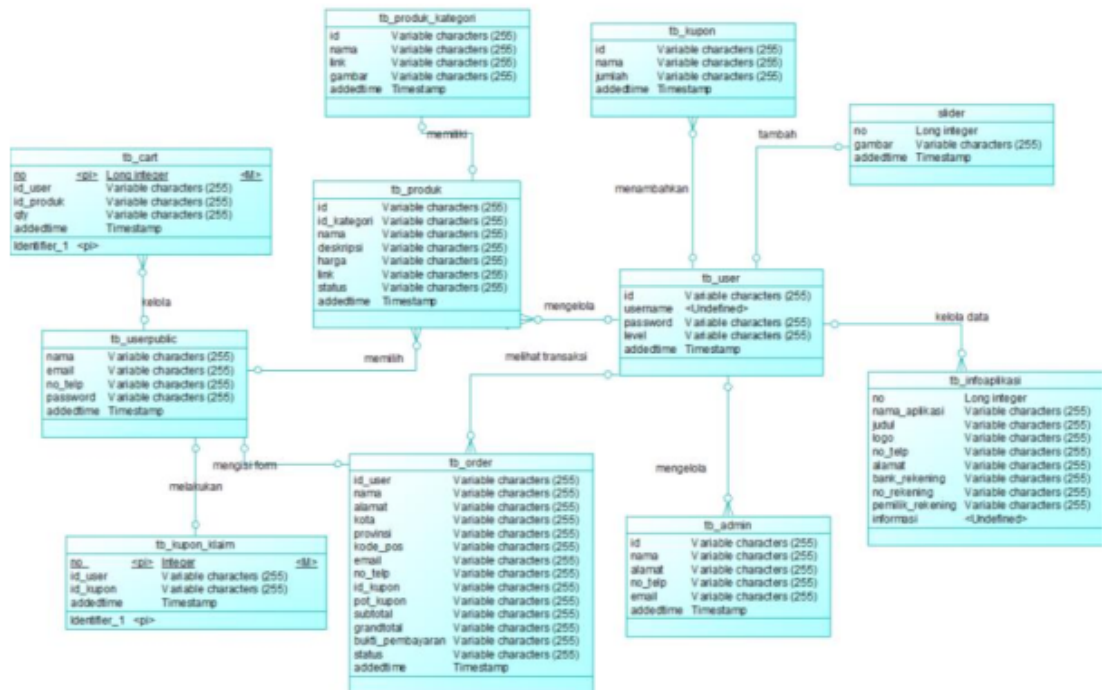 tb_produk_kategori
id Variable characters (255)
nama Variable characters (255)
link Variable characters (255)
gambar Variable characters (255)
addedtime Timestamp
tb_kupon
id Variable characters (255)
nama Variable characters (255)
jumlah Variable characters (255)
addedtime Timestamp
slider
no Long integer
gambar Variable characters (255)
addedtime Timestamp
memiliki
tambah
menambahkan
tb_cart
no <pi> Long integer <M>
id_user Variable characters (255)
id_produk Variable characters (255)
qty Variable characters (255)
addedtime Timestamp
Identifier_1 <pi>
tb_produk
id Variable characters (255)
id_kategori Variable characters (255)
nama Variable characters (255)
deskripsi Variable characters (255)
harga Variable characters (255)
link Variable characters (255)
status Variable characters (255)
addedtime Timestamp
tb_user
id Variable characters (255)
username <Undefined>
password Variable characters (255)
level Variable characters (255)
addedtime Timestamp
kelola
mengelola
kelola data
tb_userpublic
nama Variable characters (255)
email Variable characters (255)
no_telp Variable characters (255)
password Variable characters (255)
addedtime Timestamp
memilih
melihat transaksi
tb_infoaplikasi
no Long integer
nama_aplikasi Variable characters (255)
judul Variable characters (255)
logo Variable characters (255)
no_telp Variable characters (255)
alamat Variable characters (255)
bank_rekening Variable characters (255)
no_rekening Variable characters (255)
pemilik_rekening Variable characters (255)
informasi <Undefined>
form
melakukan
mengelola
tb_order
id_user Variable characters (255)
nama Variable characters (255)
alamat Variable characters (255)
kota Variable characters (255)
provinsi Variable characters (255)
kode_pos Variable characters (255)
email Variable characters (255)
no_telp Variable characters (255)
id_kupon Variable characters (255)
pot_kupon Variable characters (255)
subtotal Variable characters (255)
grandtotal Variable characters (255)
bukti_pembayaran Variable characters (255)
status Variable characters (255)
addedtime Timestamp
tb_admin
id Variable characters (255)
nama Variable characters (255)
alamat Variable characters (255)
no_telp Variable characters (255)
email Variable characters (255)
addedtime Timestamp
tb_kupon_klaim
no_ <pi> Integer <M>
id_user Variable characters (255)
id_kupon Variable characters (255)
addedtime Timestamp
Identifier_1 <pi>